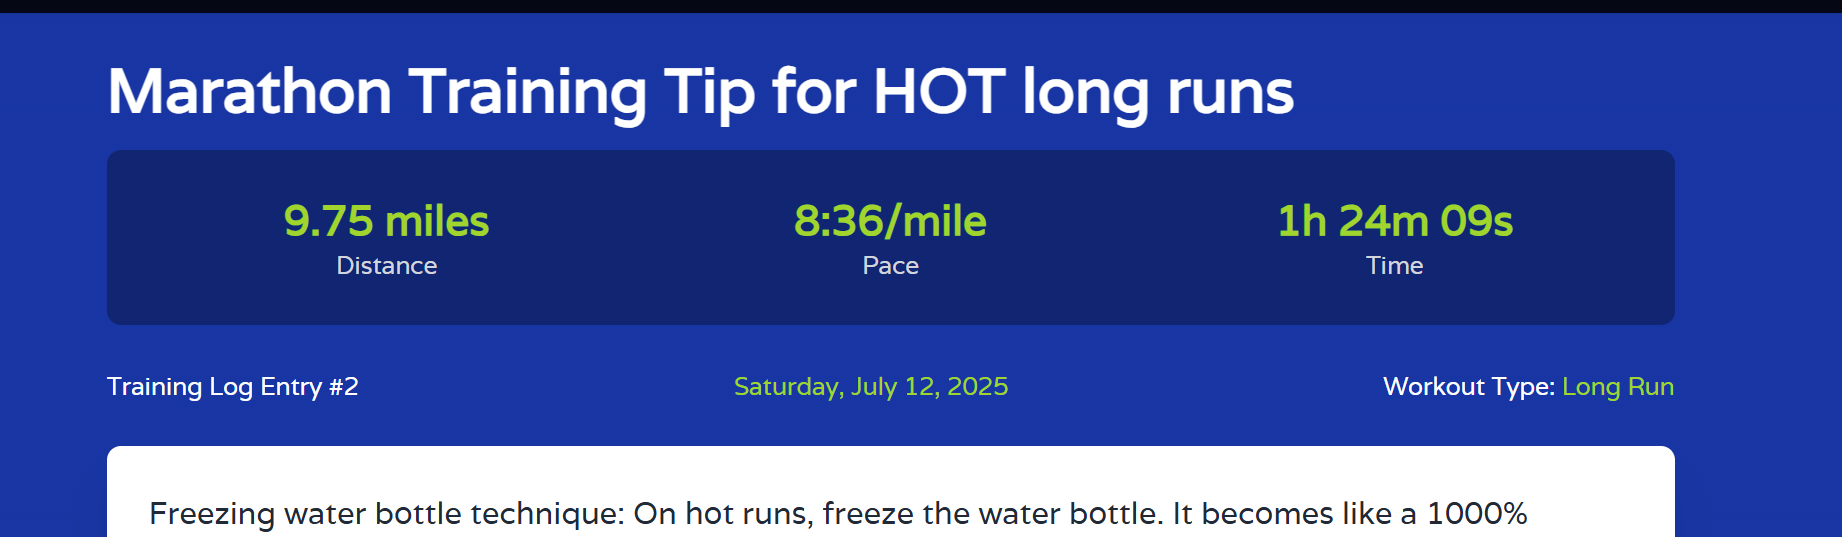 Marathon Training Tip for HOT long runs
9.75 miles
Distance
8:36/mile
Pace
1h 24m 09s
Time
Training Log Entry #2
Saturday, July 12, 2025
Workout Type: Long Run
Freezing water bottle technique: On hot runs, freeze the water bottle. It becomes like a 1000%